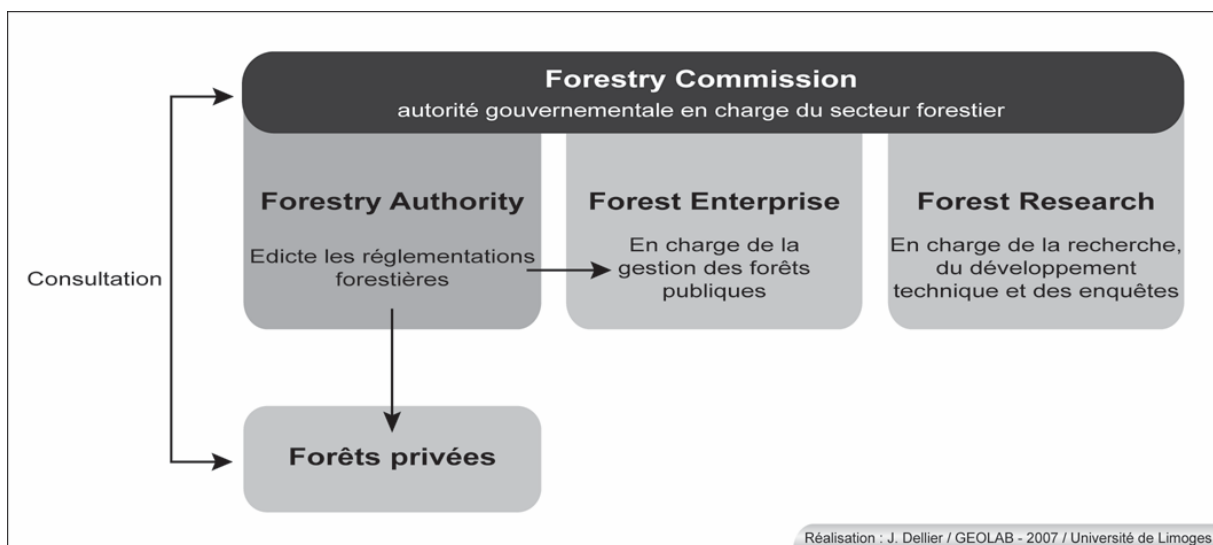 Forestry Commission
autorité gouvernementale en charge du secteur forestier
Forestry Authority
Edicte les réglementations
forestières
Forest Enterprise
En charge de la
gestion des forêts
publiques
Forest Research
En charge de la recherche,
du développement
technique et des enquêtes
Consultation
Forêts privées
Réalisation : J. Dellier / GEOLAB - 2007 / Université de Limoges